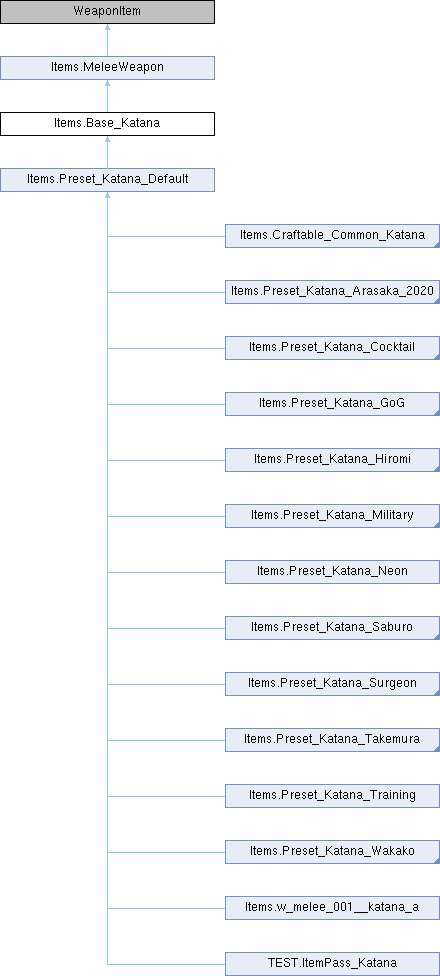 WeaponItem
Items.MeleeWeapon
Items.Base_Katana
Items.Preset_Katana_Default
Items.Craftable_Common_Katana
Items.Preset_Katana_Arasaka_2020
Items.Preset_Katana_Cocktail
Items.Preset_Katana_GoG
Items.Preset_Katana_Hiromi
Items.Preset_Katana_Military
Items.Preset_Katana_Neon
Items.Preset_Katana_Saburo
Items.Preset_Katana_Surgeon
Items.Preset_Katana_Takemura
Items.Preset_Katana_Training
Items.Preset_Katana_Wakako
Items.w_melee_001__katana_a
TEST.ItemPass_Katana